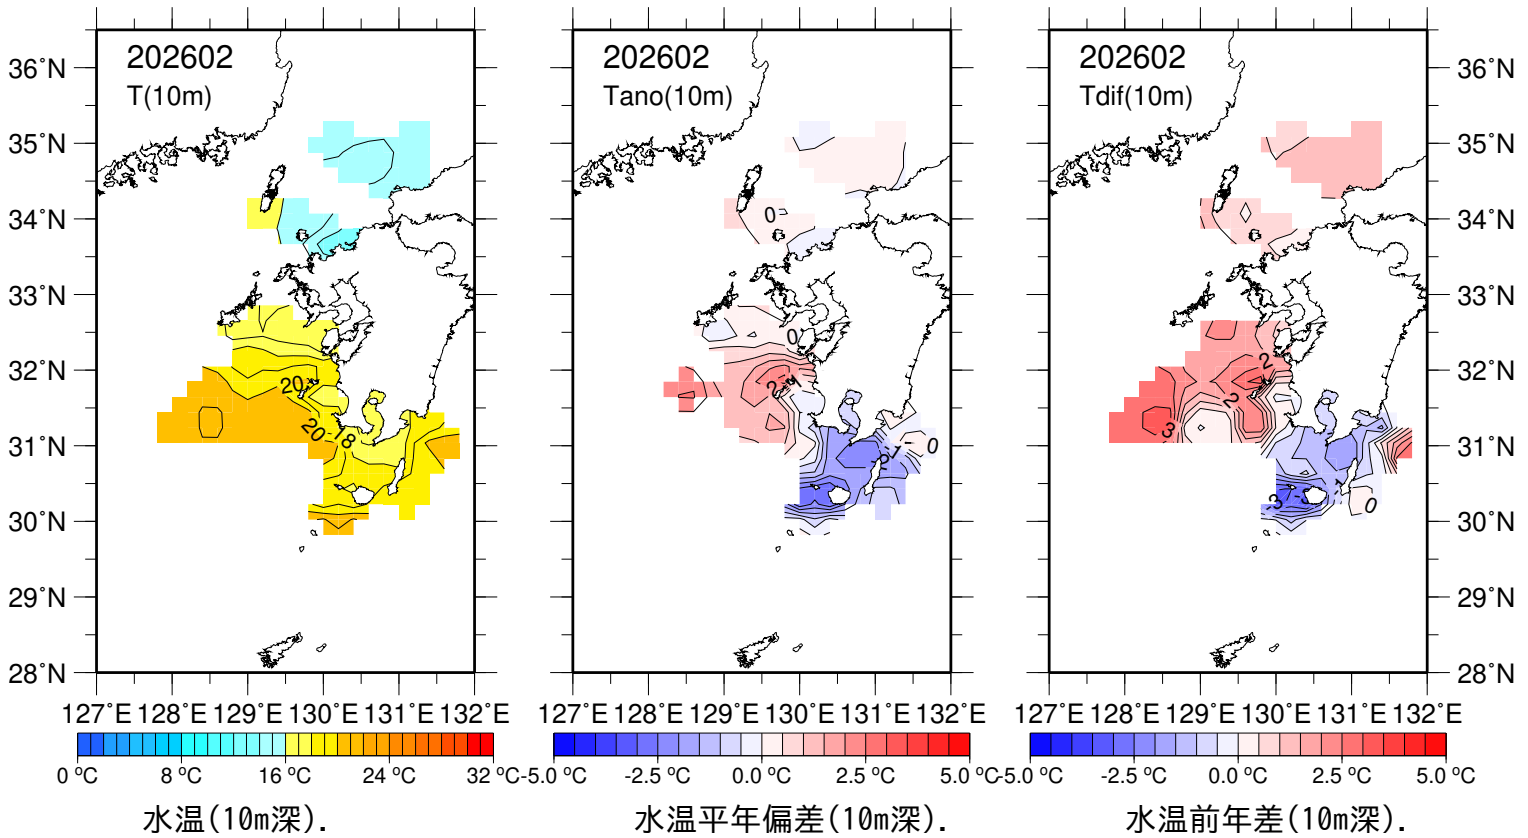 202602
T(10m)
36°N
35°N
34°N
33°N
32°N
31°N
30°N
29°N
28°N
20
20
18
127°E 128°E 129°E 130°E 131°E 132°E
0 °C 8 °C 16 °C 24 °C 32 °C
水温(10m深).
202602
Tano(10m)
0
0
2
1
-2
-1
0
127°E 128°E 129°E 130°E 131°E 132°E
-5.0 °C -2.5 °C 0.0 °C 2.5 °C 5.0 °C
水温平年偏差(10m深).
202602
Tdif(10m)
2
2
3
-3
-1
0
36°N
35°N
34°N
33°N
32°N
31°N
30°N
29°N
28°N
127°E 128°E 129°E 130°E 131°E 132°E
-5.0 °C -2.5 °C 0.0 °C 2.5 °C 5.0 °C
水温前年差(10m深).